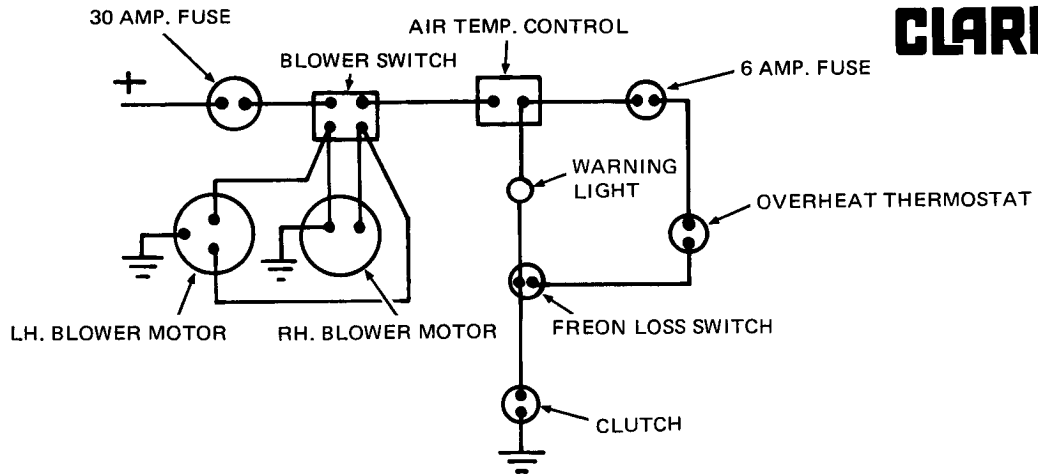 30 AMP. FUSE
AIR TEMP. CONTROL
BLOWER SWITCH
6 AMP. FUSE
+
WARNING
LIGHT
OVERHEAT THERMOSTAT
LH. BLOWER MOTOR
RH. BLOWER MOTOR
FREON LOSS SWITCH
CLUTCH